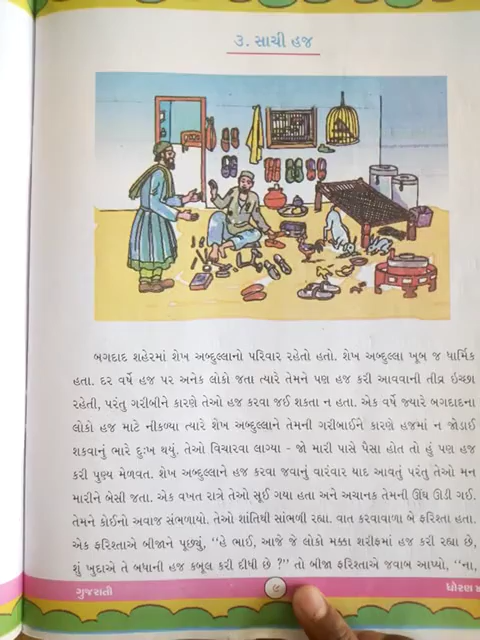 ૩. સાચી હજ
બગદાદ શહેરમાં શેખ અબ્દુલ્લાનો પરિવાર રહેતો હતો. શેખ અબ્દુલ્લા ખૂબ જ ધાર્મિક
હતા. દર વર્ષે હજ પર અનેક લોકો જતા ત્યારે તેમને પણ હજ કરી આવવાની તીવ્ર ઇચ્છા
રહેતી, પરંતુ ગરીબીને કારણે તેઓ હજ કરવા જઈ શકતા ન હતા. એક વર્ષે જ્યારે બગદાદના
લોકો હજ માટે નીકળ્યા ત્યારે શેખ અબ્દુલ્લાને તેમની ગરીબાઈને કારણે હજમાં ન જોડાઈ
શકવાનું ભારે દુઃખ થયું. તેઓ વિચારવા લાગ્યા - જો મારી પાસે પૈસા હોત તો હું પણ હજ
કરી પુણ્ય મેળવત. શેખ અબ્દુલ્લાને હજ કરવા જવાનું વારંવાર યાદ આવતું પરંતુ તેઓ મન
મારીને બેસી જતા. એક વખત રાત્રે તેઓ સૂઈ ગયા હતા અને અચાનક તેમની ઊંઘ ઊડી ગઈ.
તેમને કોઈનો અવાજ સંભળાયો. તેઓ શાંતિથી સાંભળી રહ્યા. વાત કરવાવાળા બે ફરિશ્તા હતા.
એક ફરિશ્તાએ બીજાને પૂછ્યું, “હે ભાઈ, આજે જે લોકો મક્કા શરીફમાં હજ કરી રહ્યા છે,
શું ખુદાએ તે બધાની હજ કબુલ કરી દીધી છે ?” તો બીજા ફરિશ્તાએ જવાબ આપ્યો, “ના,
ગુજરાતી ૯ ધોરણ